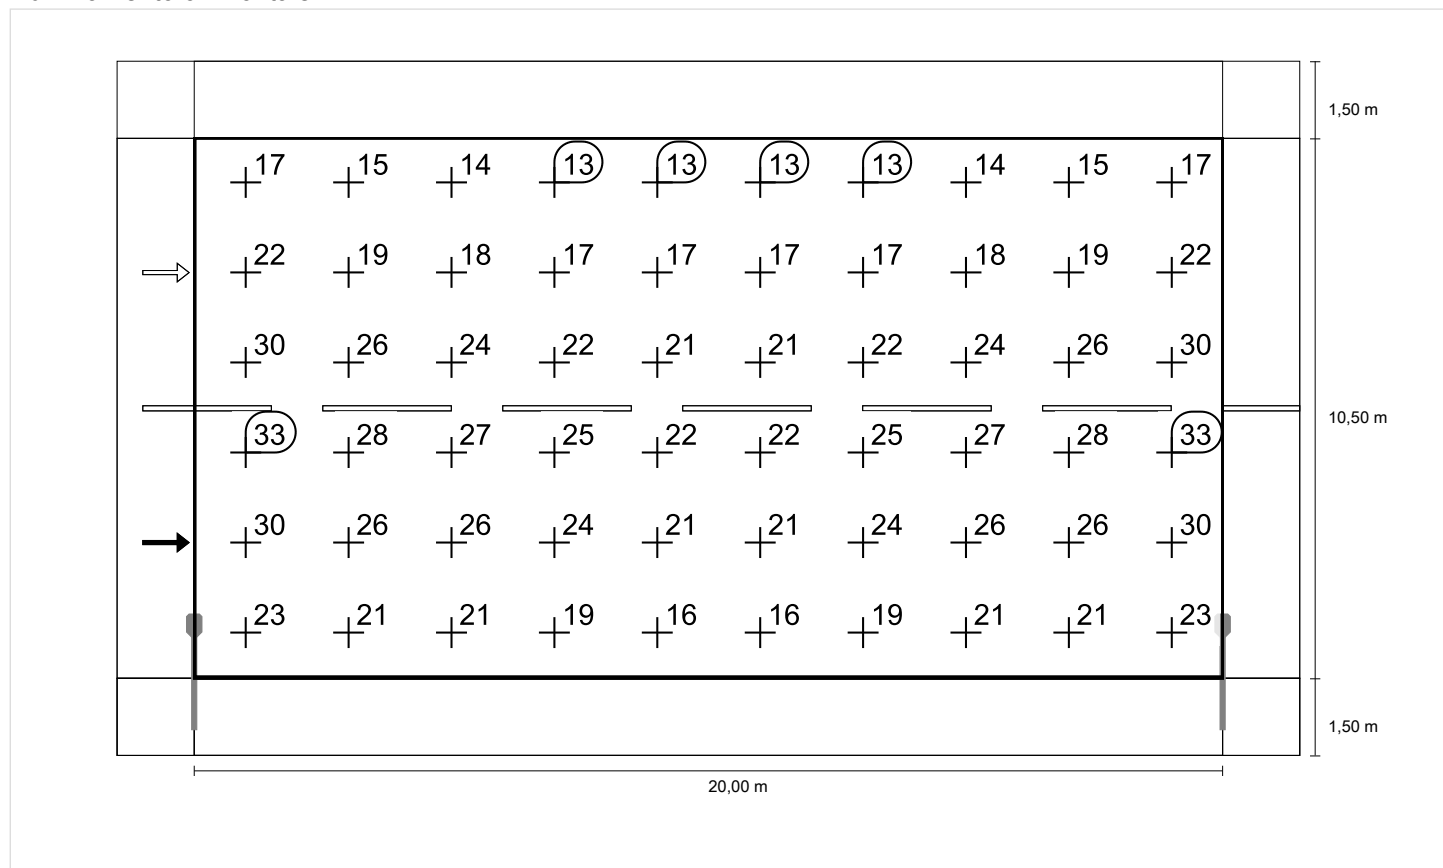 1,50 m
17 15 14 13 13 13 13 14 15 17
22 19 18 17 17 17 17 18 19 22
30 26 24 22 21 21 22 24 26 30
10,50 m
33 28 27 25 22 22 25 27 28 33
30 26 26 24 21 21 24 26 26 30
23 21 21 19 16 16 19 21 21 23
1,50 m
20,00 m